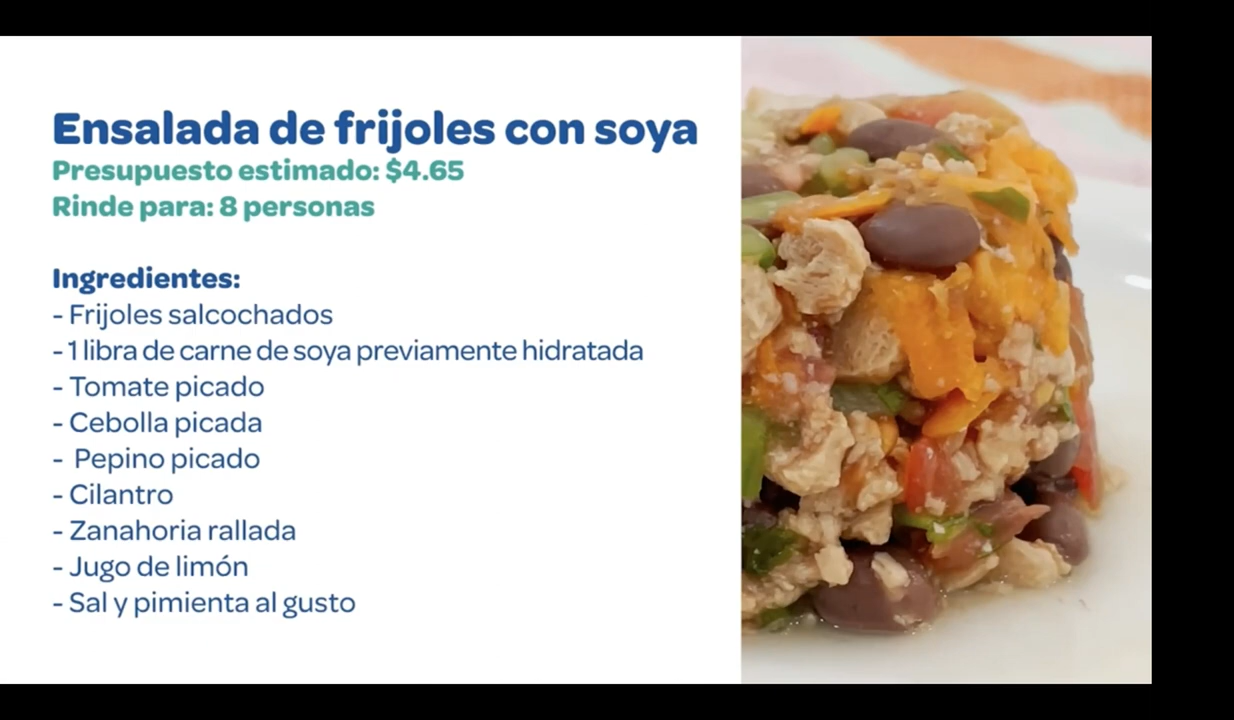 Ensalada de frijoles con soya
Presupuesto estimado: $4.65
Rinde para: 8 personas
Ingredientes:
- Frijoles salcochados
- 1 libra de carne de soya previamente hidratada
- Tomate picado
- Cebolla picada
- Pepino picado
- Cilantro
- Zanahoria rallada
- Jugo de limón
- Sal y pimienta al gusto